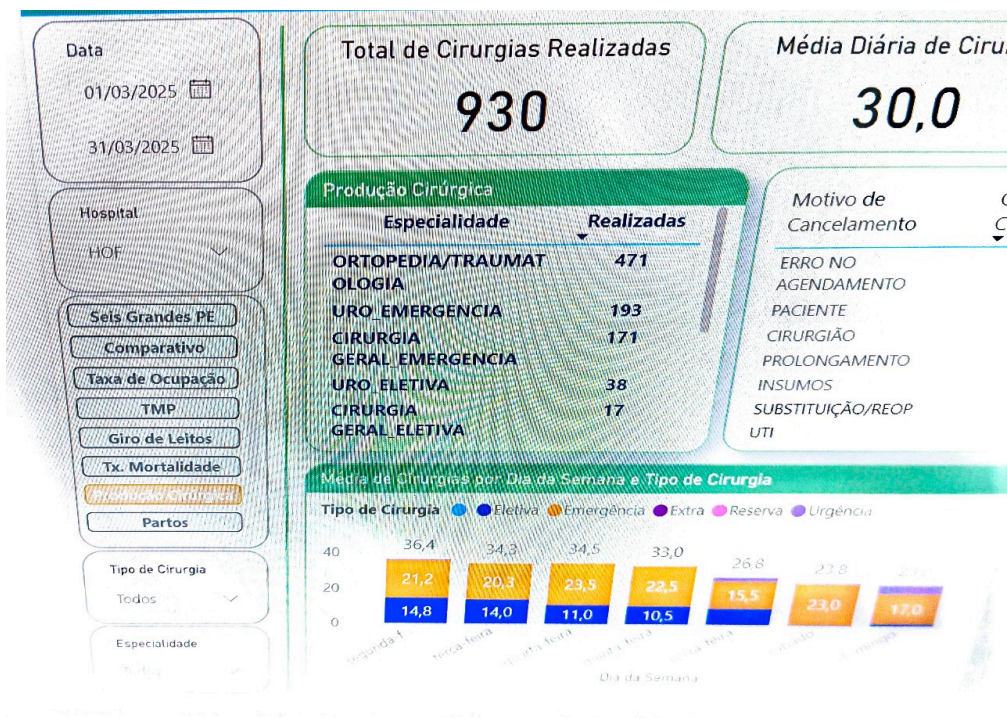 Data
01/03/2025
31/03/2025
Hospital
HOF
Seis Grandes PE
Comparativo
Taxa de Ocupação
TMP
Giro de Leitos
Tx. Mortalidade
Produção Cirúrgica
Partos
Tipo de Cirurgia
Todos
Especialidade
Todos
Total de Cirurgias Realizadas
930
Média Diária de Ciru
30,0
Produção Cirúrgica
Especialidade Realizadas
ORTOPEDIA/TRAUMAT 471
OLOGIA
URO_EMERGENCIA 193
CIRURGIA 171
GERAL_EMERGENCIA
URO_ELETIVA 38
CIRURGIA 17
GERAL_ELETIVA
Motivo de
Cancelamento
ERRO NO
AGENDAMENTO
PACIENTE
CIRURGIÃO
PROLONGAMENTO
INSUMOS
SUBSTITUIÇÃO/REOP
UTI
Média de Cirurgias por Dia da Semana e Tipo de Cirurgia
Tipo de Cirurgia Eletiva Emergência Extra Reserva Urgência
40
20
0
36,4 34,3 34,5 33,0 26,8 23,8
21,2 20,3 23,5 22,5 15,5 23,0 17,0
14,8 14,0 11,0 10,5
segunda-f... terça-feira quarta-feira quinta-feira sexta-feira sábado domingo
Dia da Semana